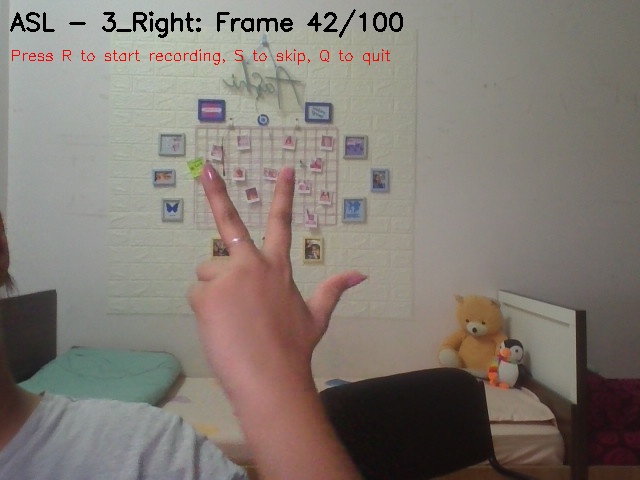 ASL - 3_Right: Frame 42/100
Press R to start recording, S to skip, Q to quit